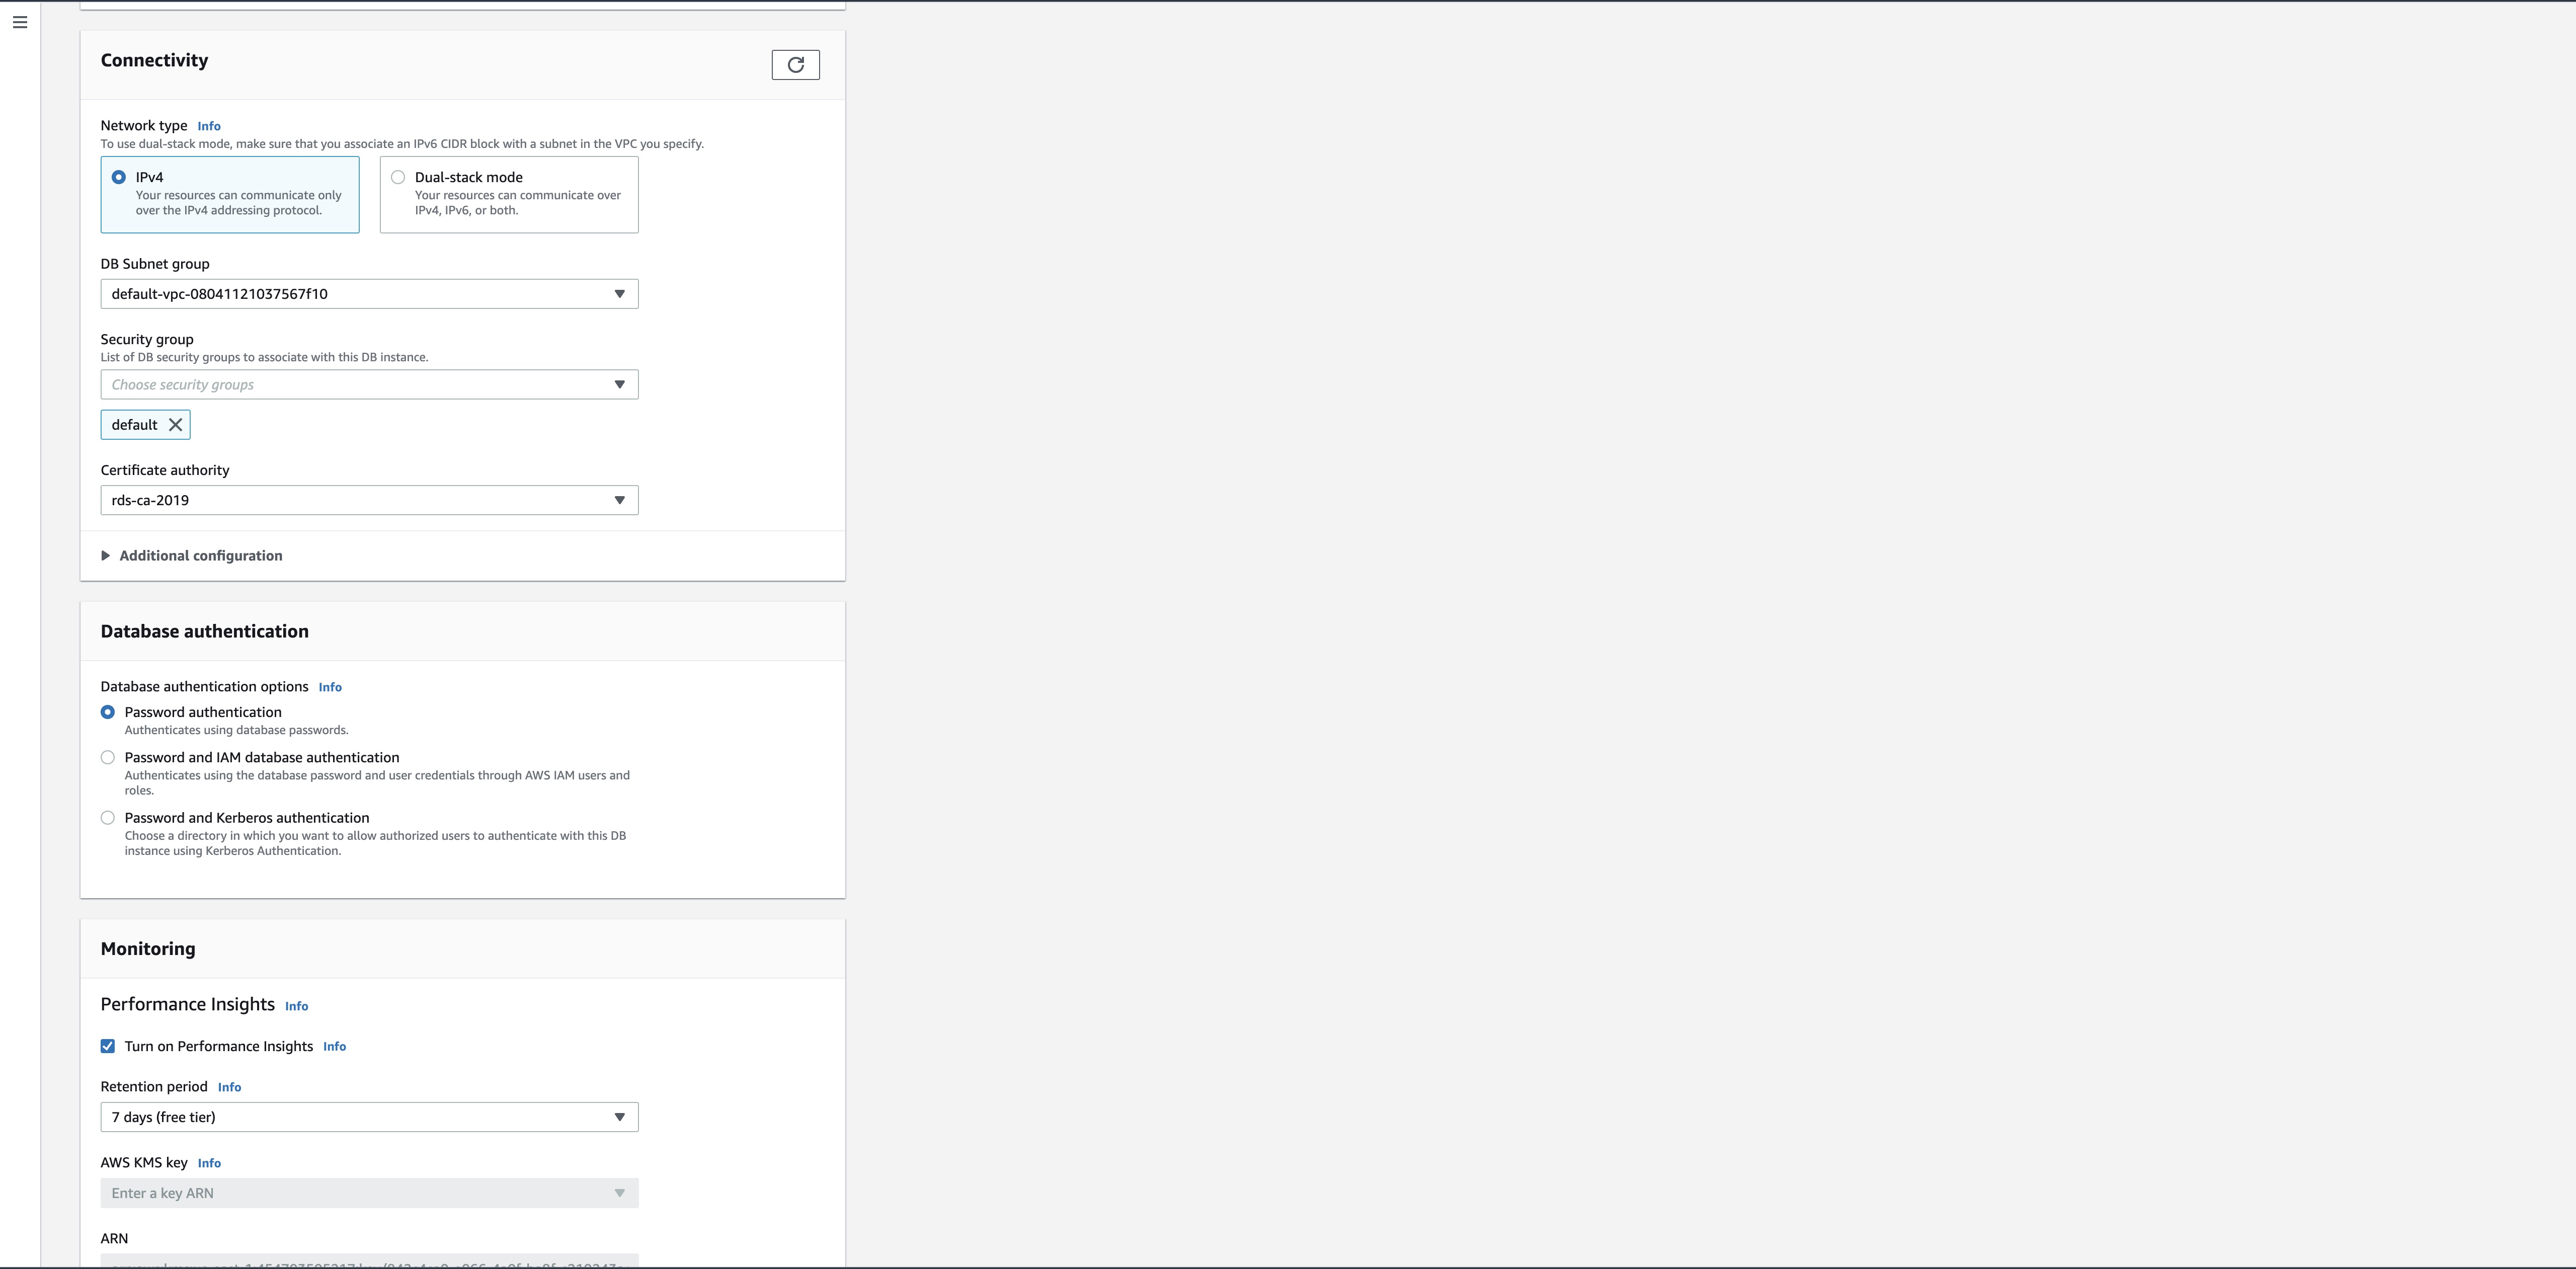 Connectivity
Network type Info
To use dual-stack mode, make sure that you associate an IPv6 CIDR block with a subnet in the VPC you specify.
IPv4
Your resources can communicate only
over the IPv4 addressing protocol.
Dual-stack mode
Your resources can communicate over
IPv4, IPv6, or both.
DB Subnet group
default-vpc-08041121037567f10
Security group
List of DB security groups to associate with this DB instance.
Choose security groups
default
Certificate authority
rds-ca-2019
Additional configuration
Database authentication
Database authentication options Info
Password authentication
Authenticates using database passwords.
Password and IAM database authentication
Authenticates using the database password and user credentials through AWS IAM users and
roles.
Password and Kerberos authentication
Choose a directory in which you want to allow authorized users to authenticate with this DB
instance using Kerberos Authentication.
Monitoring
Performance Insights Info
Turn on Performance Insights Info
Retention period Info
7 days (free tier)
AWS KMS key Info
Enter a key ARN
ARN